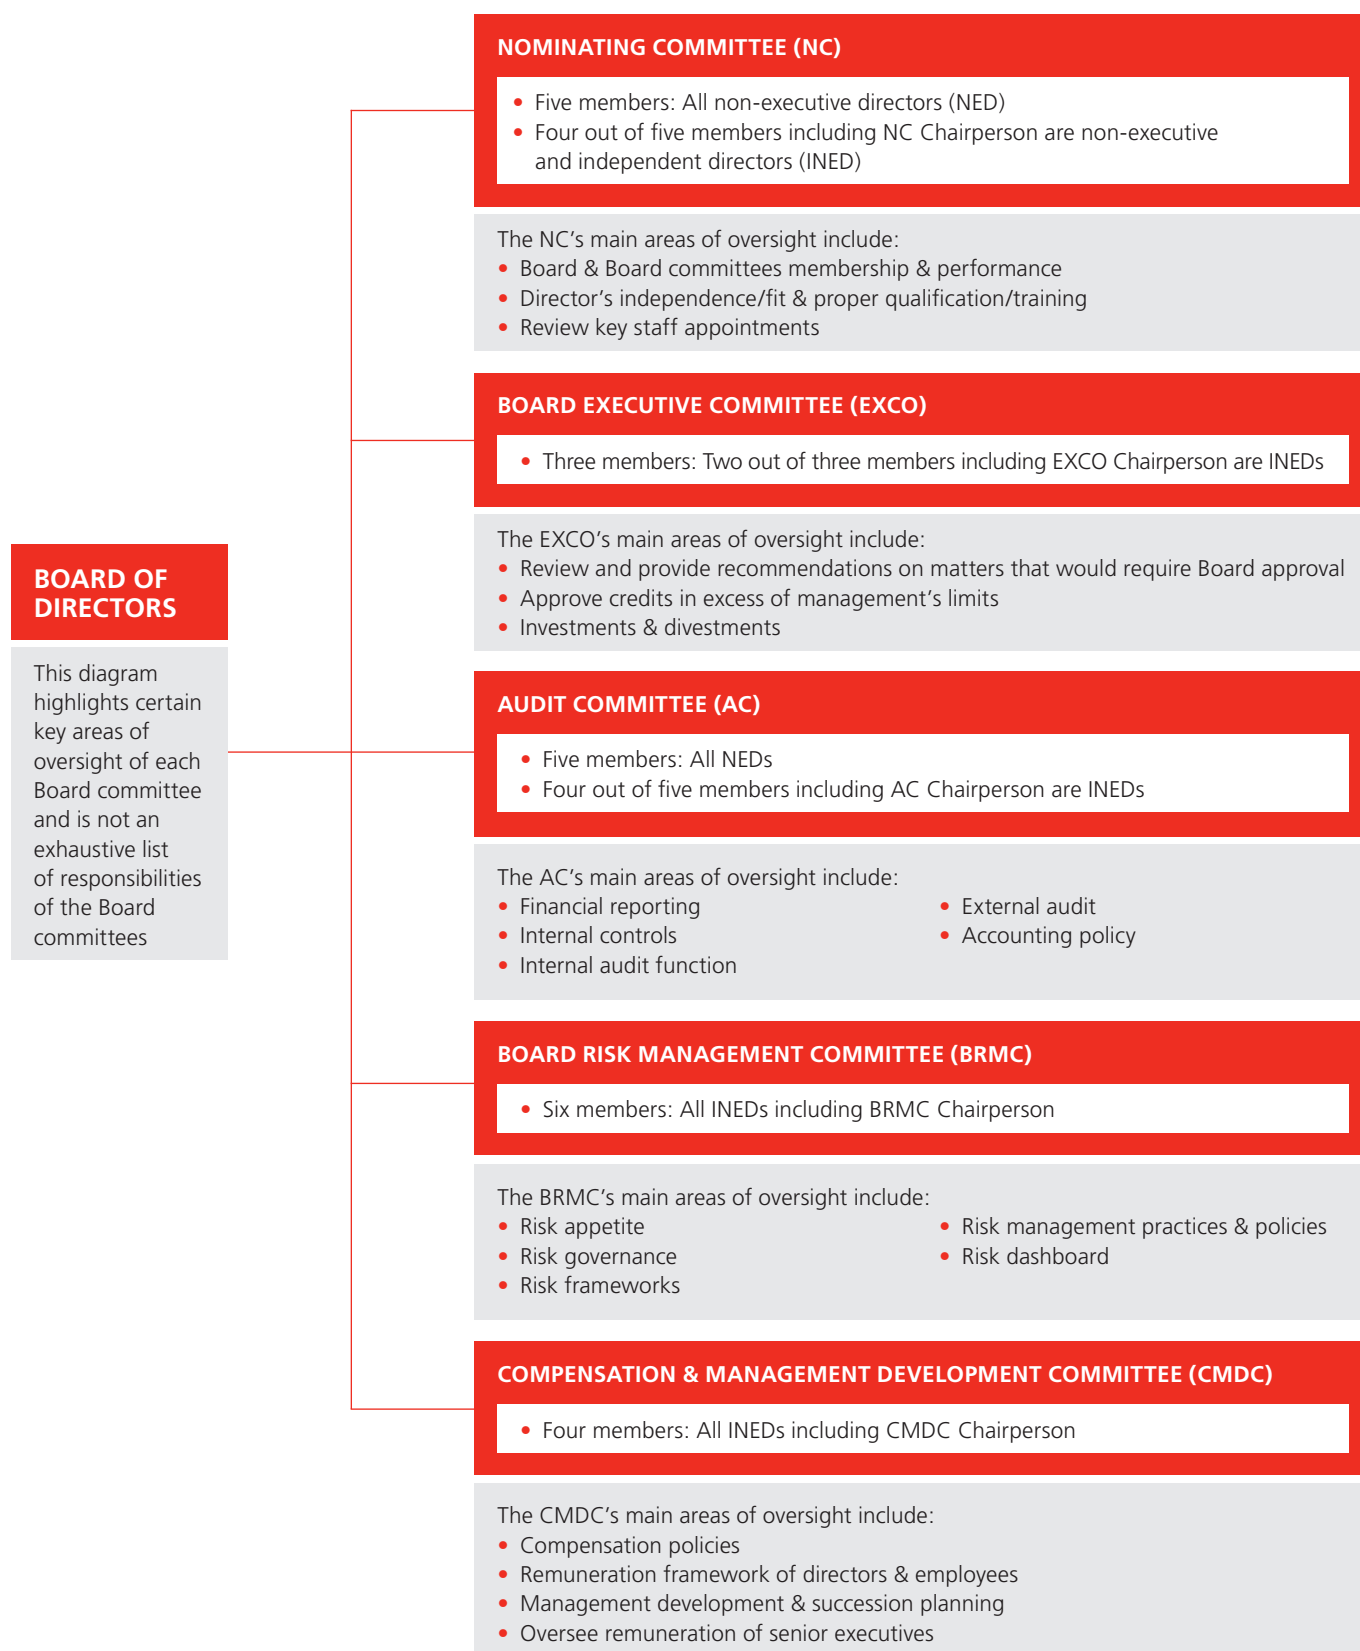 BOARD OF
DIRECTORS
This diagram
highlights certain
key areas of
oversight of each
Board committee
and is not an
exhaustive list
of responsibilities
of the Board
committees
NOMINATING COMMITTEE (NC)
• Five members: All non-executive directors (NED)
• Four out of five members including NC Chairperson are non-executive
and independent directors (INED)
The NC’s main areas of oversight include:
• Board & Board committees membership & performance
• Director’s independence/fit & proper qualification/training
• Review key staff appointments
BOARD EXECUTIVE COMMITTEE (EXCO)
• Three members: Two out of three members including EXCO Chairperson are INEDs
The EXCO’s main areas of oversight include:
• Review and provide recommendations on matters that would require Board approval
• Approve credits in excess of management’s limits
• Investments & divestments
AUDIT COMMITTEE (AC)
• Five members: All NEDs
• Four out of five members including AC Chairperson are INEDs
The AC’s main areas of oversight include:
• Financial reporting
• Internal controls
• Internal audit function
• External audit
• Accounting policy
BOARD RISK MANAGEMENT COMMITTEE (BRMC)
• Six members: All INEDs including BRMC Chairperson
The BRMC’s main areas of oversight include:
• Risk appetite
• Risk governance
• Risk frameworks
• Risk management practices & policies
• Risk dashboard
COMPENSATION & MANAGEMENT DEVELOPMENT COMMITTEE (CMDC)
• Four members: All INEDs including CMDC Chairperson
The CMDC’s main areas of oversight include:
• Compensation policies
• Remuneration framework of directors & employees
• Management development & succession planning
• Oversee remuneration of senior executives